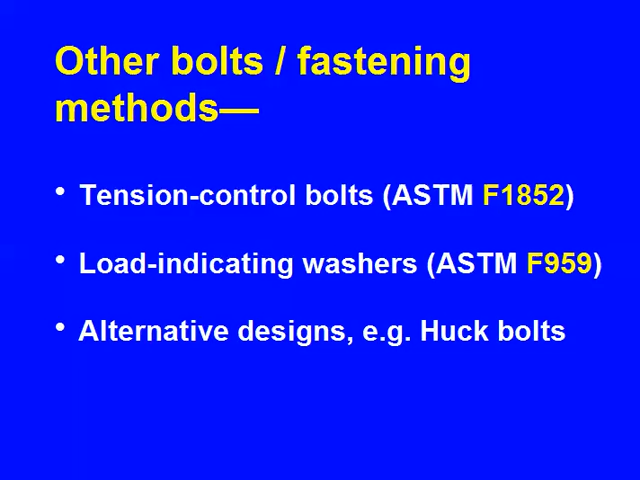 Other bolts / fastening
methods—
• Tension-control bolts (ASTM F1852)
• Load-indicating washers (ASTM F959)
• Alternative designs, e.g. Huck bolts